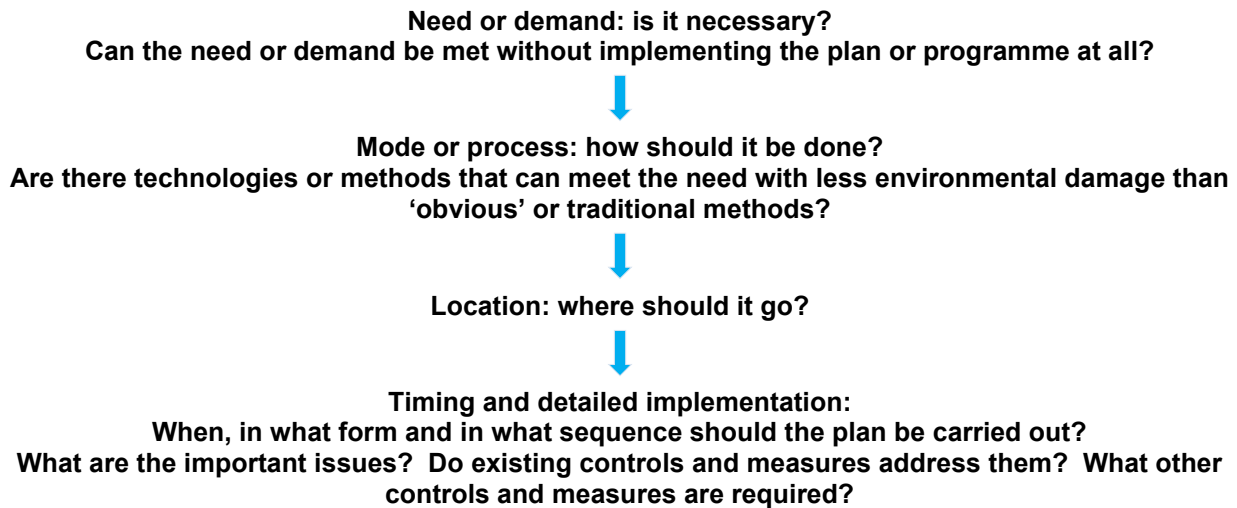 Need or demand: is it necessary?
Can the need or demand be met without implementing the plan or programme at all?
Mode or process: how should it be done?
Are there technologies or methods that can meet the need with less environmental damage than
‘obvious’ or traditional methods?
Location: where should it go?
Timing and detailed implementation:
When, in what form and in what sequence should the plan be carried out?
What are the important issues?  Do existing controls and measures address them?  What other
controls and measures are required?